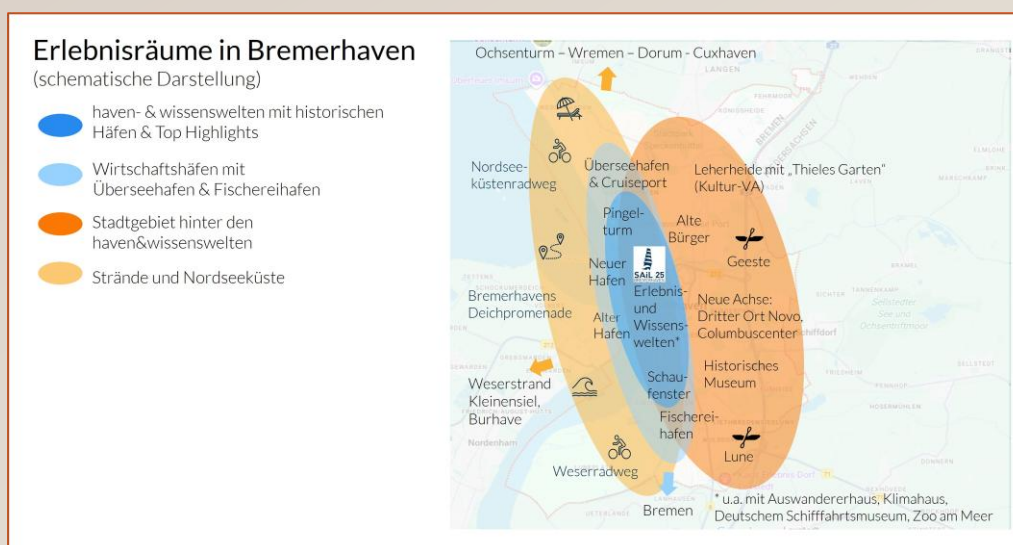 Erlebnisräume in Bremerhaven
(schematische Darstellung)
haven- & wissenswelten mit historischen
Häfen & Top Highlights
Wirtschaftshäfen mit
Überseehafen & Fischereihafen
Stadtgebiet hinter den
haven&wissenswelten
Strände und Nordseeküste
Ochsenturm – Wremen – Dorum - Cuxhaven
Nordsee-
küstenradweg
Überseehafen
& Cruiseport
Leherheide mit „Thieles Garten“
(Kultur-VA)
Pingel-
turm
Alte
Bürger
Geeste
Neuer
Hafen
SAIL 25
Erlebnis-
und
Wissens-
welten*
Bremerhavens
Deichpromenade
Alter
Hafen
Neue Achse:
Dritter Ort Novo,
Columbuscenter
Historisches
Museum
Weserstrand
Kleinensiel,
Burhave
Schau-
fenster
Fischerei-
hafen
Lune
Weserradweg
Bremen
* u.a. mit Auswandererhaus, Klimahaus,
Deutschem Schifffahrtsmuseum, Zoo am Meer
LANGEN
BREMEN
Nordenham